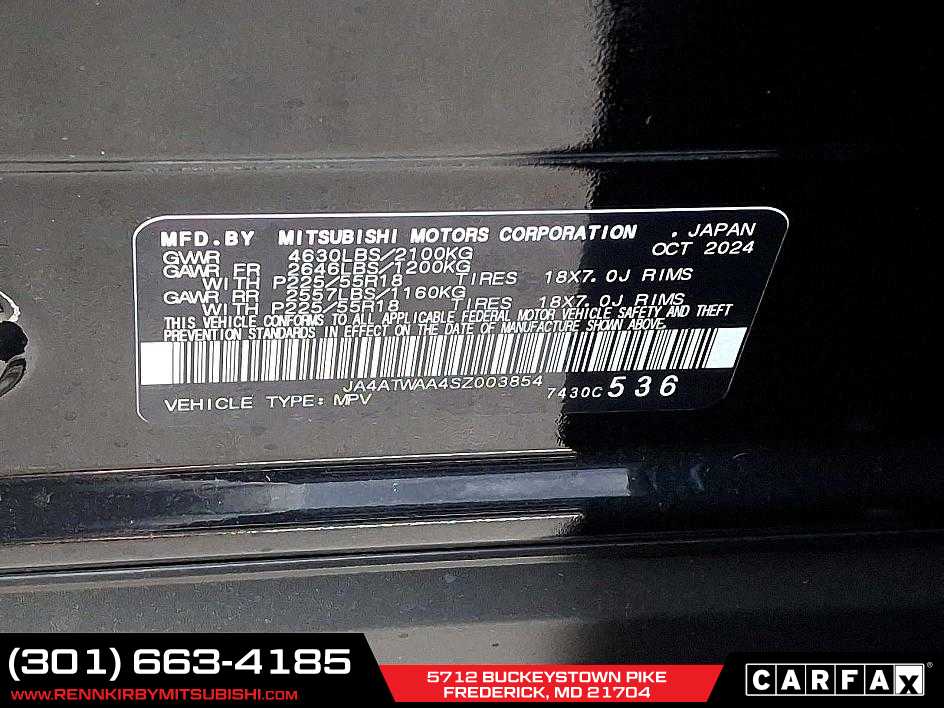 MFD.BY MITSUBISHI MOTORS CORPORATION , JAPAN
GVWR 4630LBS/2100KG OCT 2024
GAWR FR 2646LBS/1200KG
WITH P225/55R18 TIRES 18X7.0J RIMS
GAWR RR 2557LBS/1160KG
WITH P225/55R18 TIRES 18X7.0J RIMS
THIS VEHICLE CONFORMS TO ALL APPLICABLE FEDERAL MOTOR VEHICLE SAFETY AND THEFT
PREVENTION STANDARDS IN EFFECT ON THE DATE OF MANUFACTURE SHOWN ABOVE.
JA4ATWAA4SZ003854
VEHICLE TYPE: MPV 7430C 536
(301) 663-4185
WWW.RENNKIRBYMITSUBISHI.COM
5712 BUCKEYSTOWN PIKE
FREDERICK, MD 21704
CARFAX